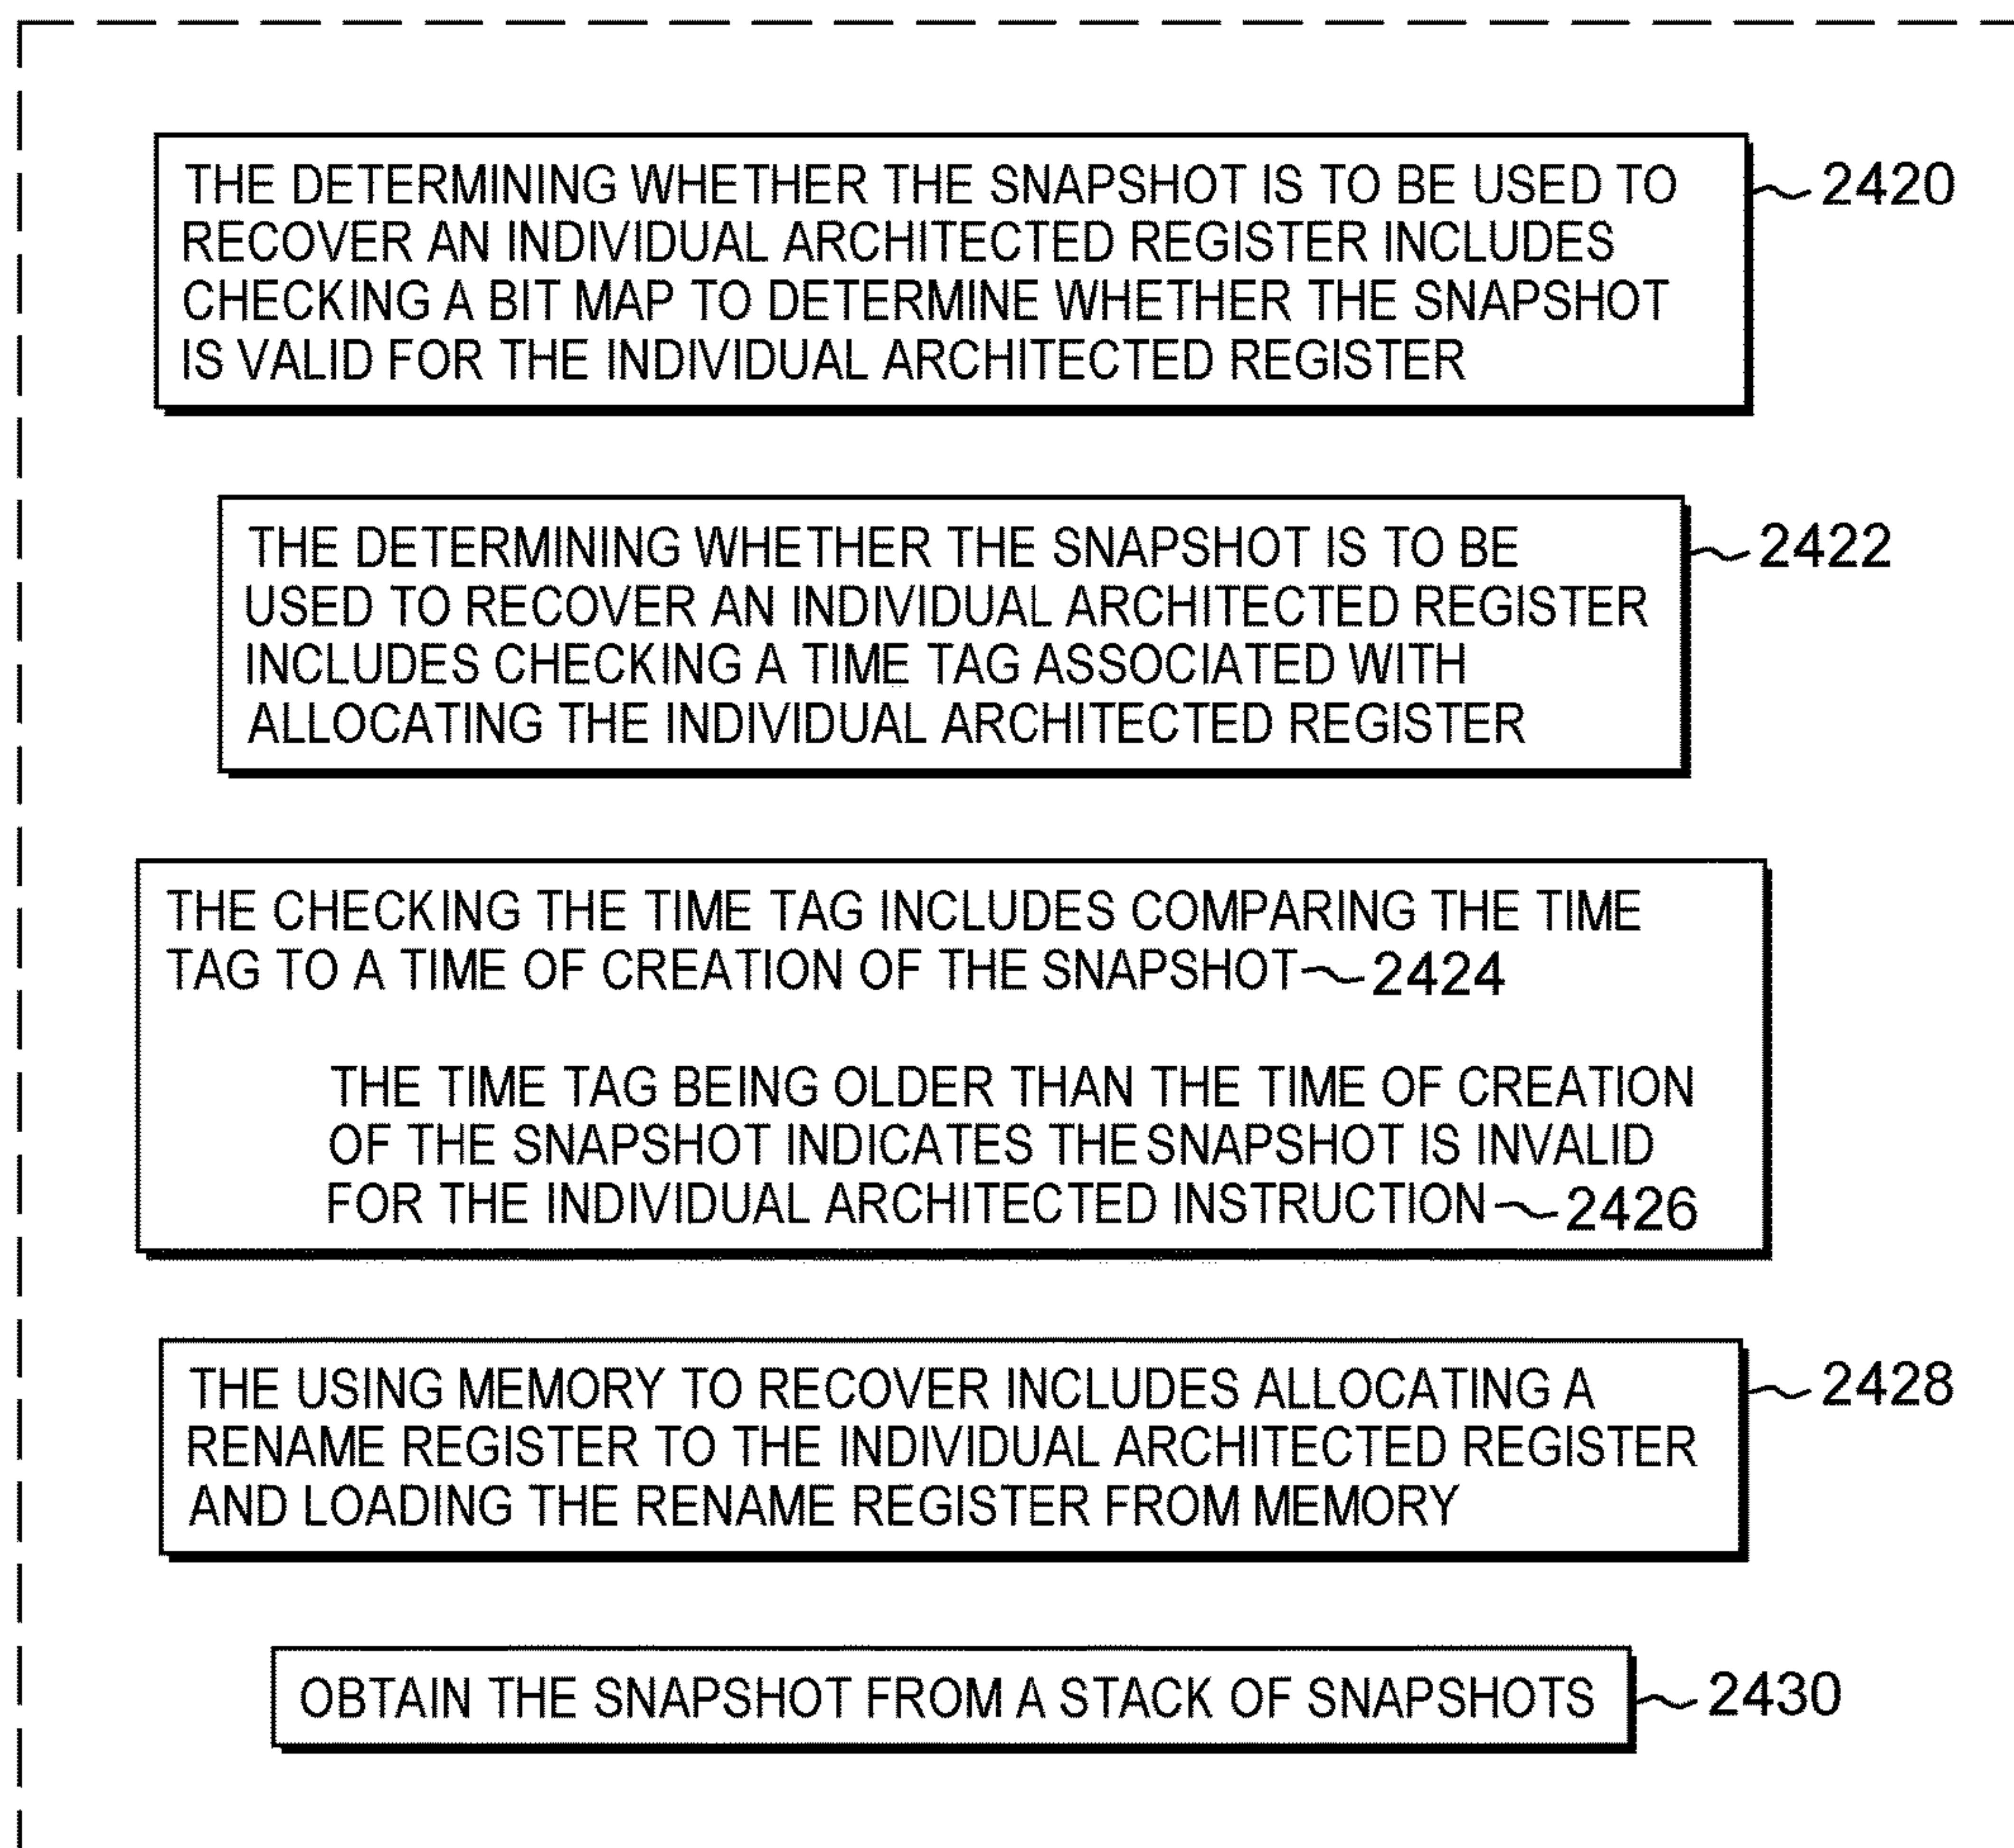 THE DETERMINING WHETHER THE SNAPSHOT IS TO BE USED TO 2420
RECOVER AN INDIVIDUAL ARCHITECTED REGISTER INCLUDES
CHECKING A BIT MAP TO DETERMINE WHETHER THE SNAPSHOT
IS VALID FOR THE INDIVIDUAL ARCHITECTED REGISTER
THE DETERMINING WHETHER THE SNAPSHOT IS TO BE 2422
USED TO RECOVER AN INDIVIDUAL ARCHITECTED REGISTER
INCLUDES CHECKING A TIME TAG ASSOCIATED WITH
ALLOCATING THE INDIVIDUAL ARCHITECTED REGISTER
THE CHECKING THE TIME TAG INCLUDES COMPARING THE TIME
TAG TO A TIME OF CREATION OF THE SNAPSHOT 2424
THE TIME TAG BEING OLDER THAN THE TIME OF CREATION
OF THE SNAPSHOT INDICATES THE SNAPSHOT IS INVALID
FOR THE INDIVIDUAL ARCHITECTED INSTRUCTION 2426
THE USING MEMORY TO RECOVER INCLUDES ALLOCATING A 2428
RENAME REGISTER TO THE INDIVIDUAL ARCHITECTED REGISTER
AND LOADING THE RENAME REGISTER FROM MEMORY
OBTAIN THE SNAPSHOT FROM A STACK OF SNAPSHOTS 2430